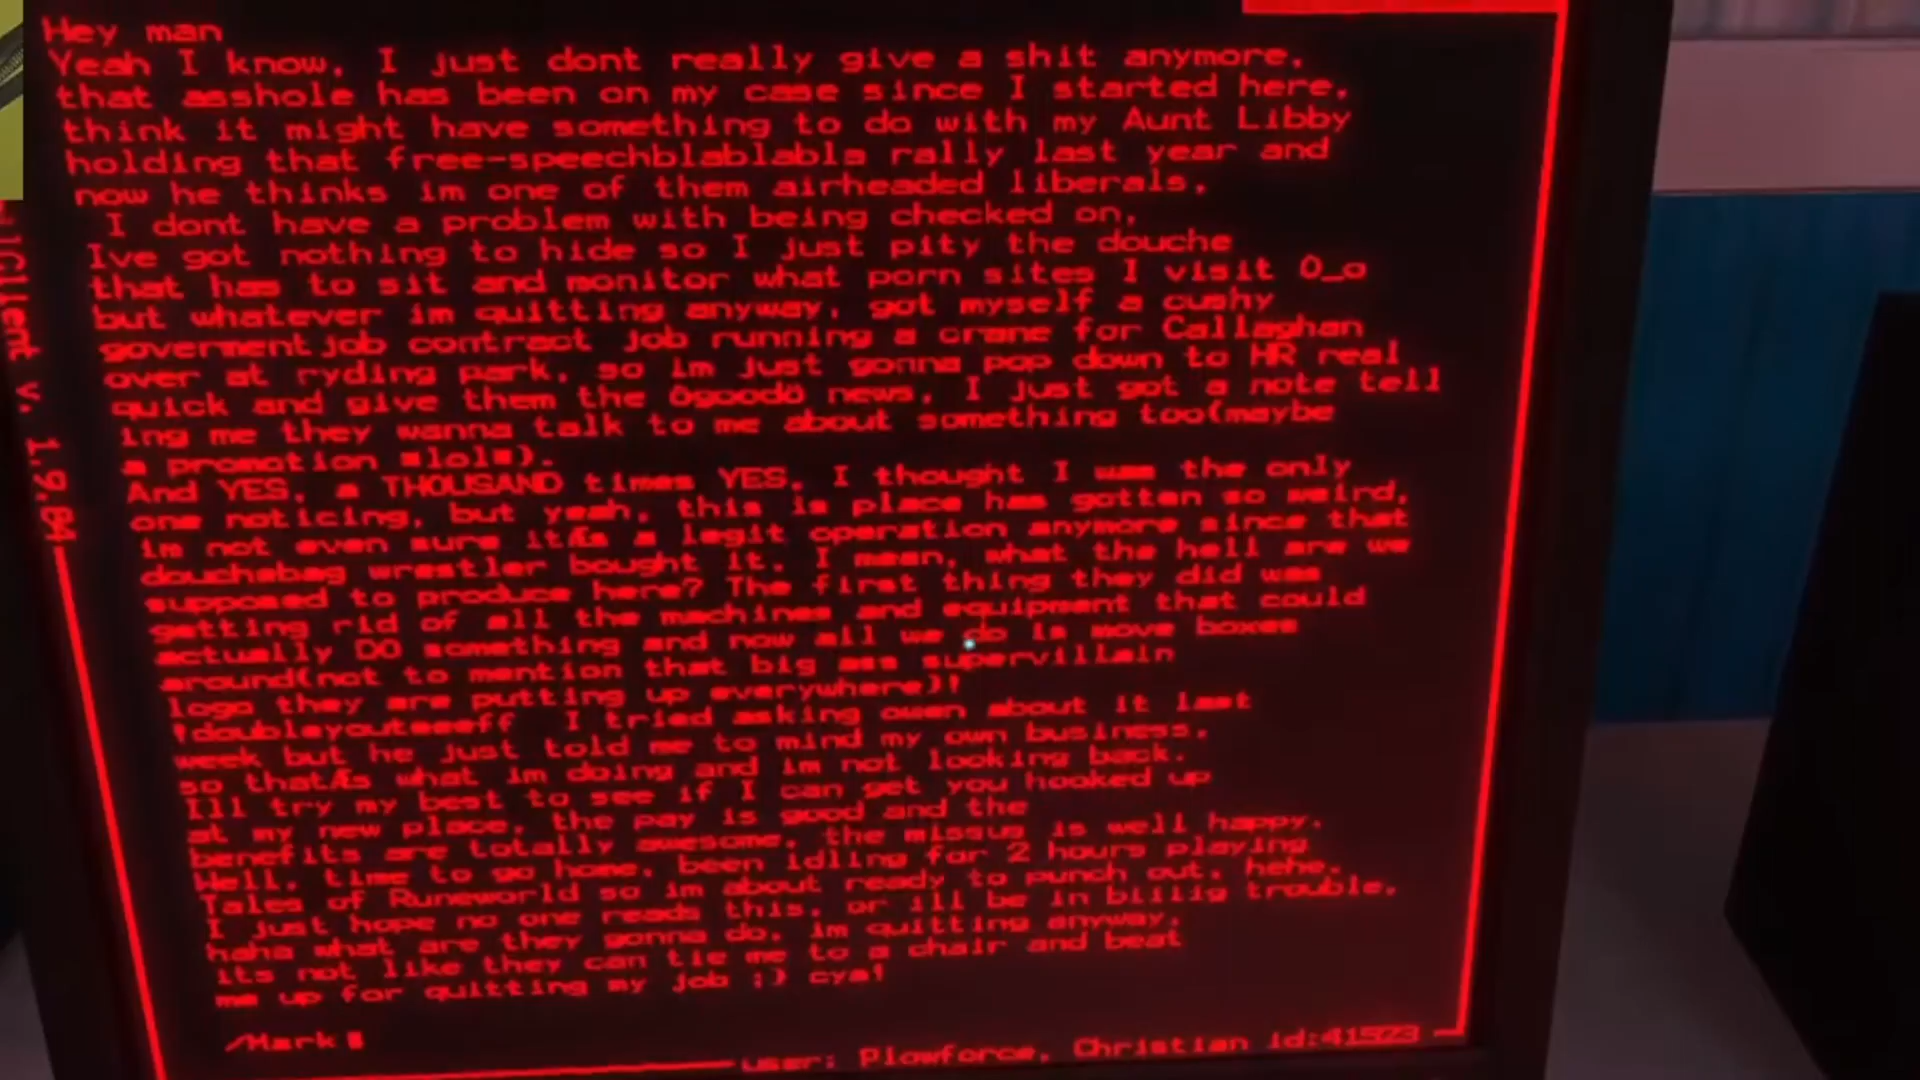 Hey man
Yeah I know. I just dont really give a shit anymore.
that asshole has been on my case since I started here.
think it might have something to do with my Aunt Libby
holding that free-speechblablabla rally last year and
now he thinks im one of them airheaded liberals.
I dont have a problem with being checked on.
Ive got nothing to hide so I just pity the douche
that has to sit and monitor what porn sites I visit O_o
but whatever im quitting anyway. got myself a cushy
govermentjob contract job running a crane for Callaghan
over at ryding park. so im just gonna pop down to HR real
quick and give them the ôgoodö news. I just got a note tell
ing me they wanna talk to me about something too(maybe
a promotion *lol*).
And YES. a THOUSAND times YES. I thought I was the only
one noticing. but yeah. this is place has gotten so weird.
im not even sure itÆs a legit operation anymore since that
douchebag wrestler bought it. I mean. what the hell are we
supposed to produce here? The first thing they did was
getting rid of all the machines and equipment that could
actually DO something and now all we do is move boxes
around(not to mention that big ass supervillain
logo they are putting up everywhere)!
!doubleyouteeeff I tried asking owen about it last
week but he just told me to mind my own business.
so thatÆs what im doing and im not looking back.
Ill try my best to see if I can get you hooked up
at my new place. the pay is good and the
benefits are totally awesome. the missus is well happy.
Well. time to go home. been idling for 2 hours playing
Tales of Runeworld so im about ready to punch out. hehe.
I just hope no one reads this. or ill be in biiiig trouble.
haha what are they gonna do. im quitting anyway.
its not like they can tie me to a chair and beat
me up for quitting my job ;) cya!
/Mark
user: Plowforce, Christian id:41523
lClient v. 1.9.84